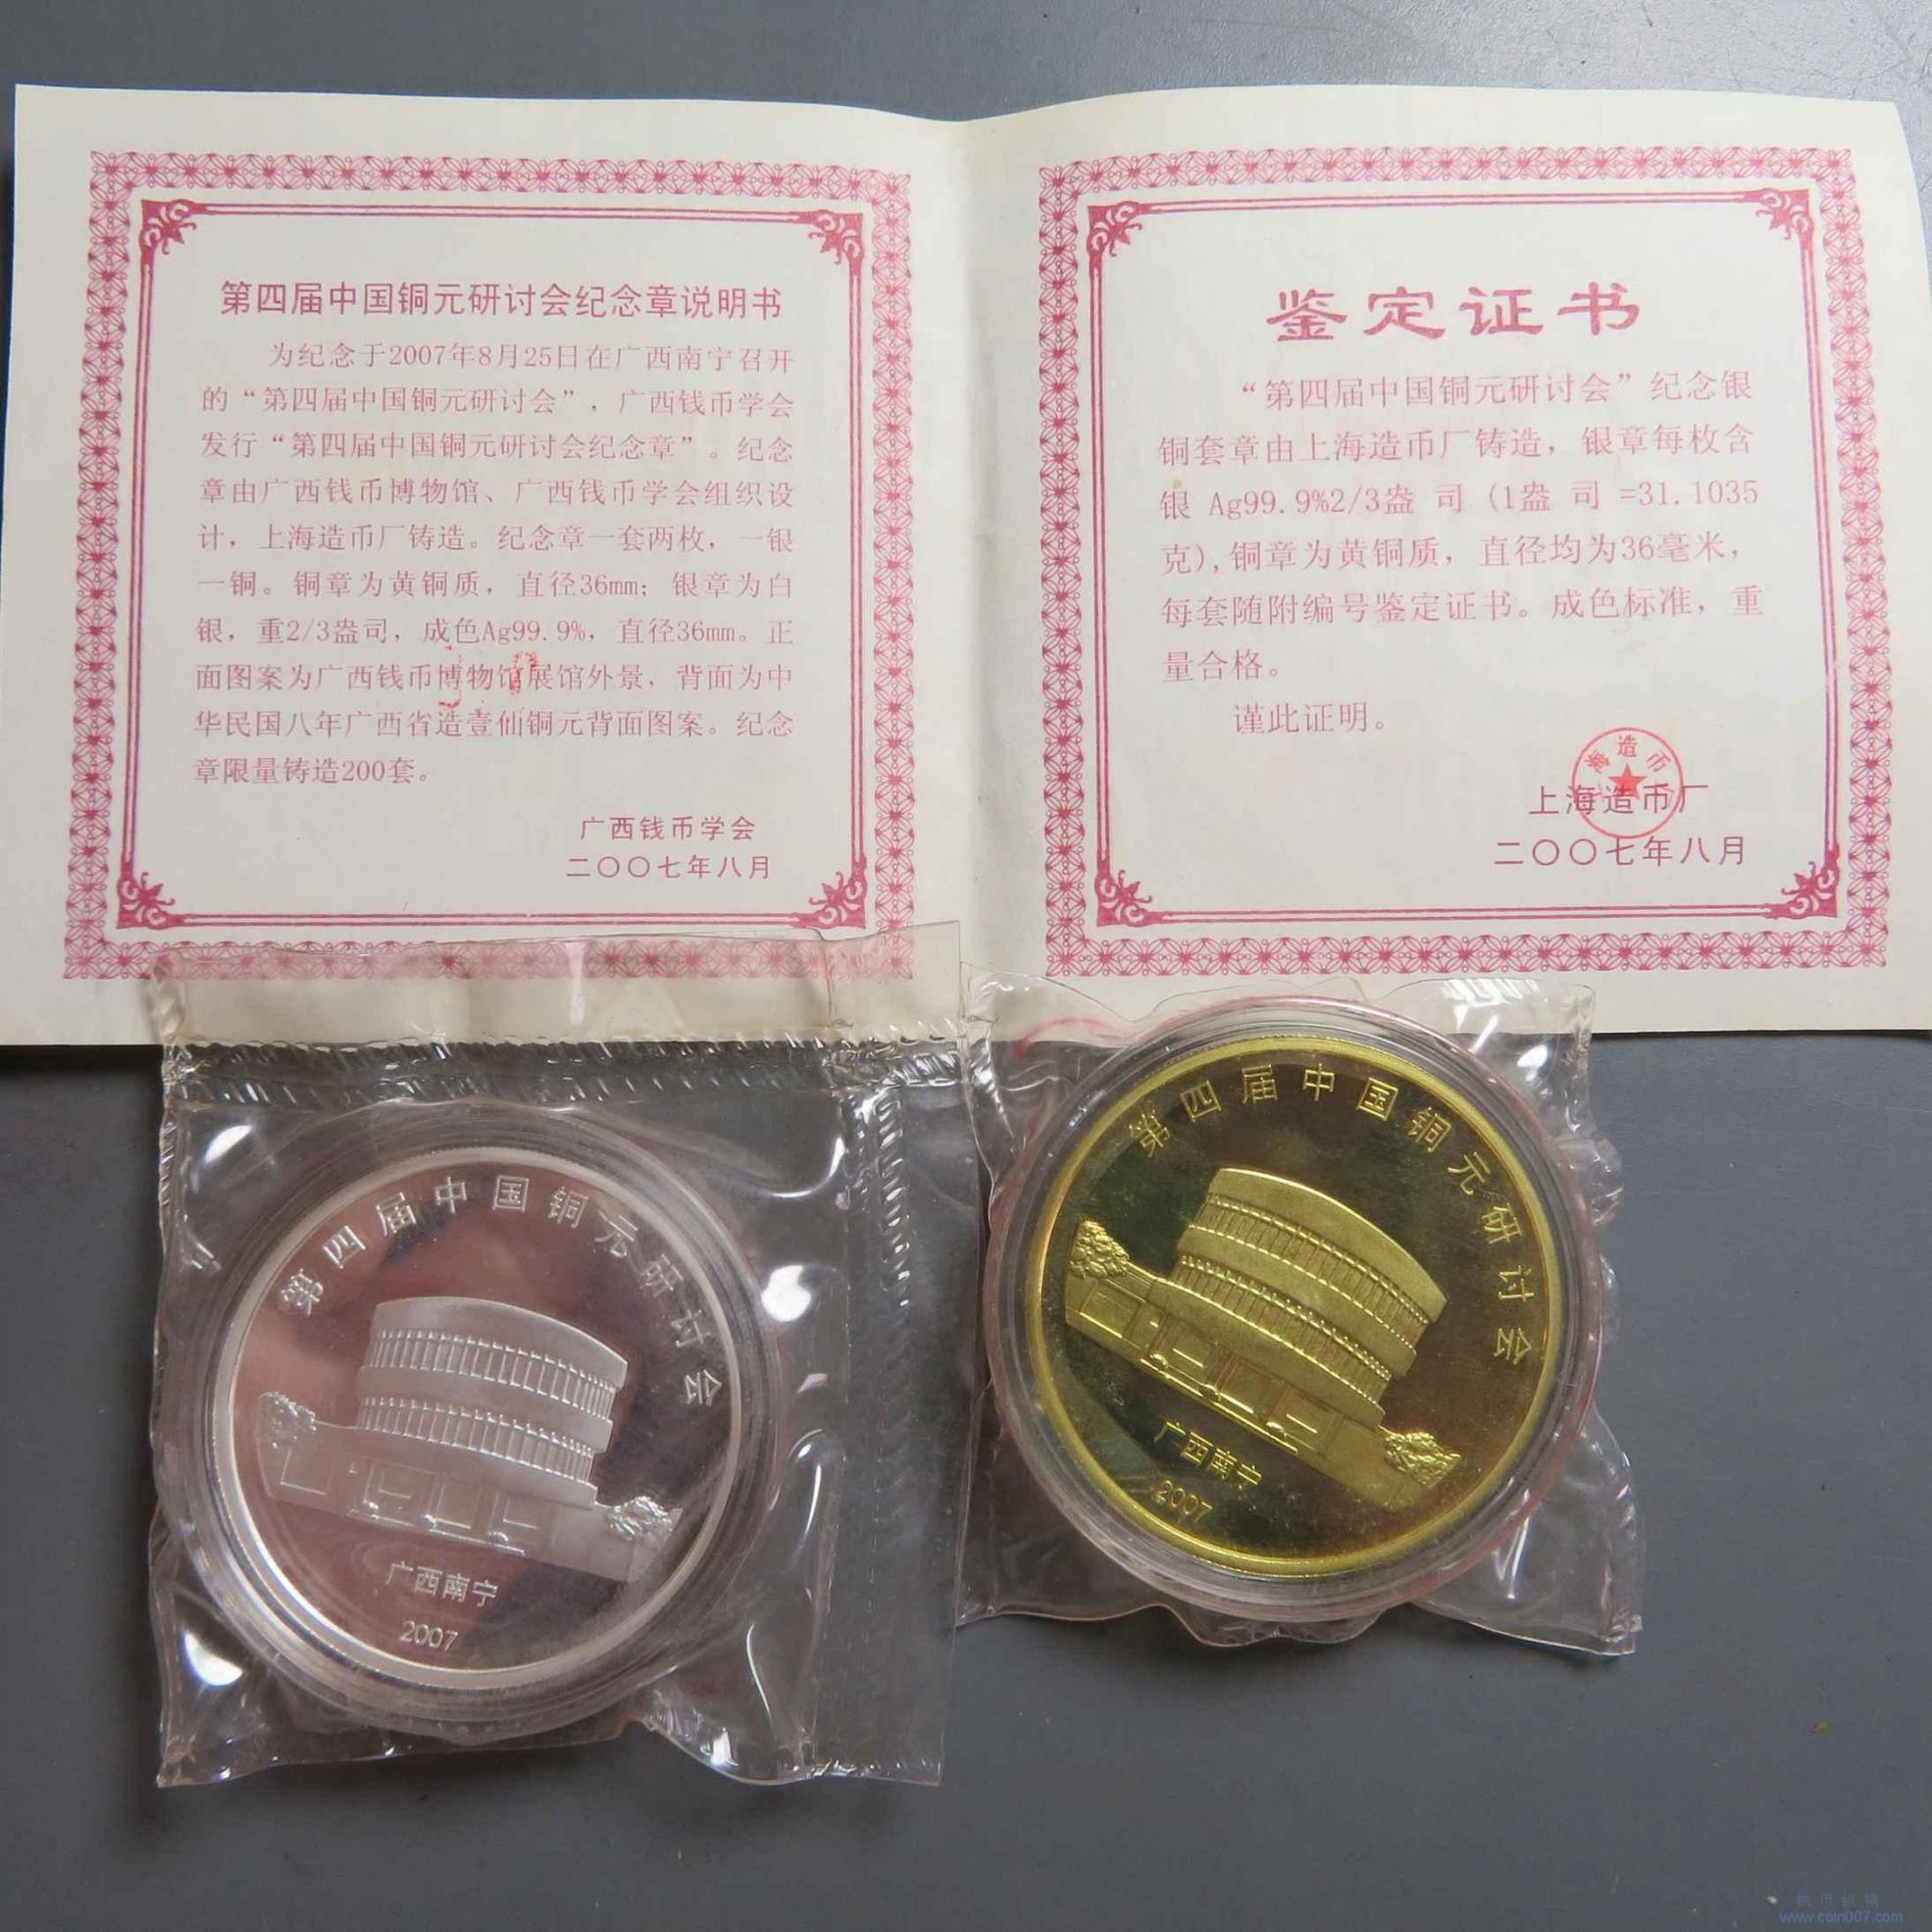 第四届中国铜元研讨会纪念章说明书
为纪念于2007年8月25日在广西南宁召开
的“第四届中国铜元研讨会”，广西钱币学会
发行“第四届中国铜元研讨会纪念章”。纪念
章由广西钱币博物馆、广西钱币学会组织设
计，上海造币厂铸造。纪念章一套两枚，一银
一铜。铜章为黄铜质，直径36mm；银章为白
银，重2/3盎司，成色Ag99.9%，直径36mm。正
面图案为广西钱币博物馆展馆外景，背面为中
华民国八年广西省造壹仙铜元背面图案。纪念
章限量铸造200套。
广西钱币学会
二〇〇七年八月
鉴定证书
“第四届中国铜元研讨会”纪念银
铜套章由上海造币厂铸造，银章每枚含
银 Ag99.9%2/3盎 司 (1盎 司 =31.1035
克),铜章为黄铜质，直径均为36毫米，
每套随附编号鉴定证书。成色标准，重
量合格。
谨此证明。
海造币
上海造币厂
二〇〇七年八月
第四届中国铜元研讨会
广西南宁
2007
第四届中国铜元研讨会
广西南宁
2007
www.coin007.com